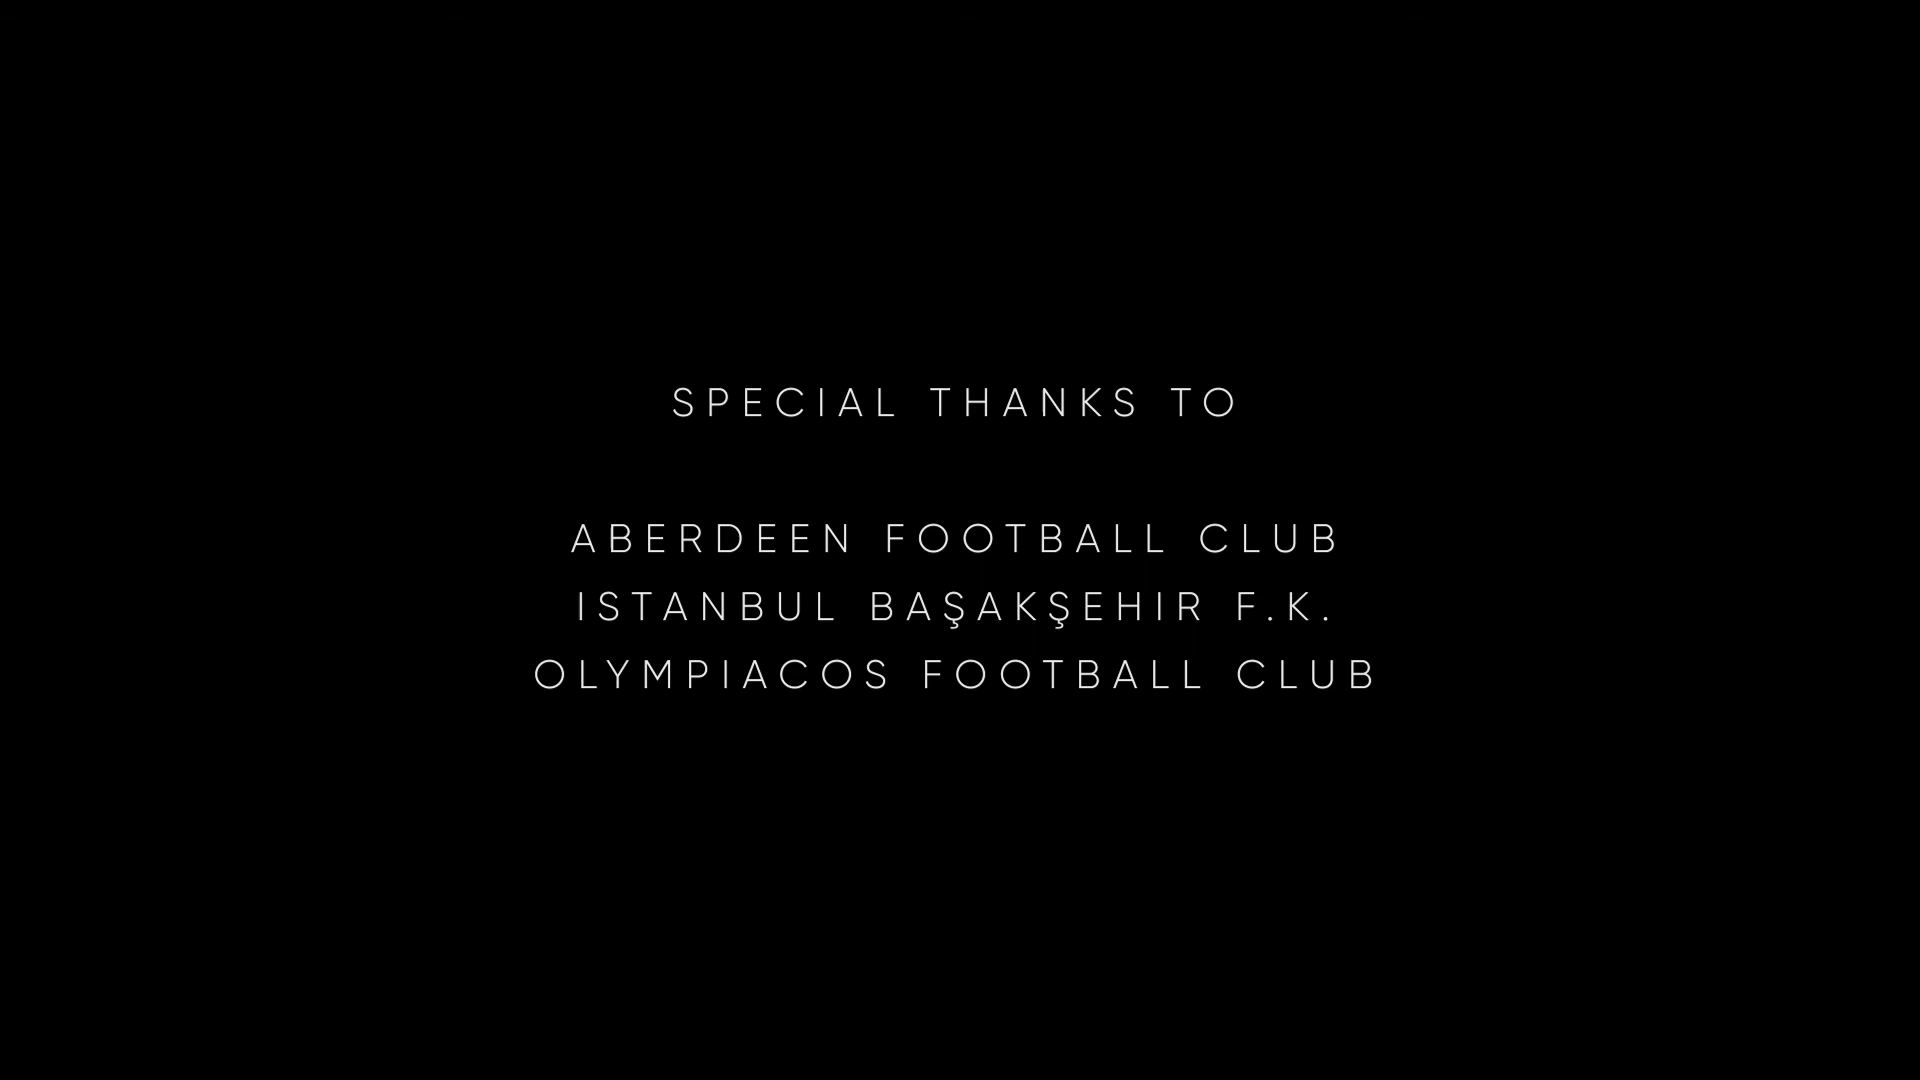 SPECIAL THANKS TO
ABERDEEN FOOTBALL CLUB
ISTANBUL BAŞAKŞEHIR F.K.
OLYMPIACOS FOOTBALL CLUB